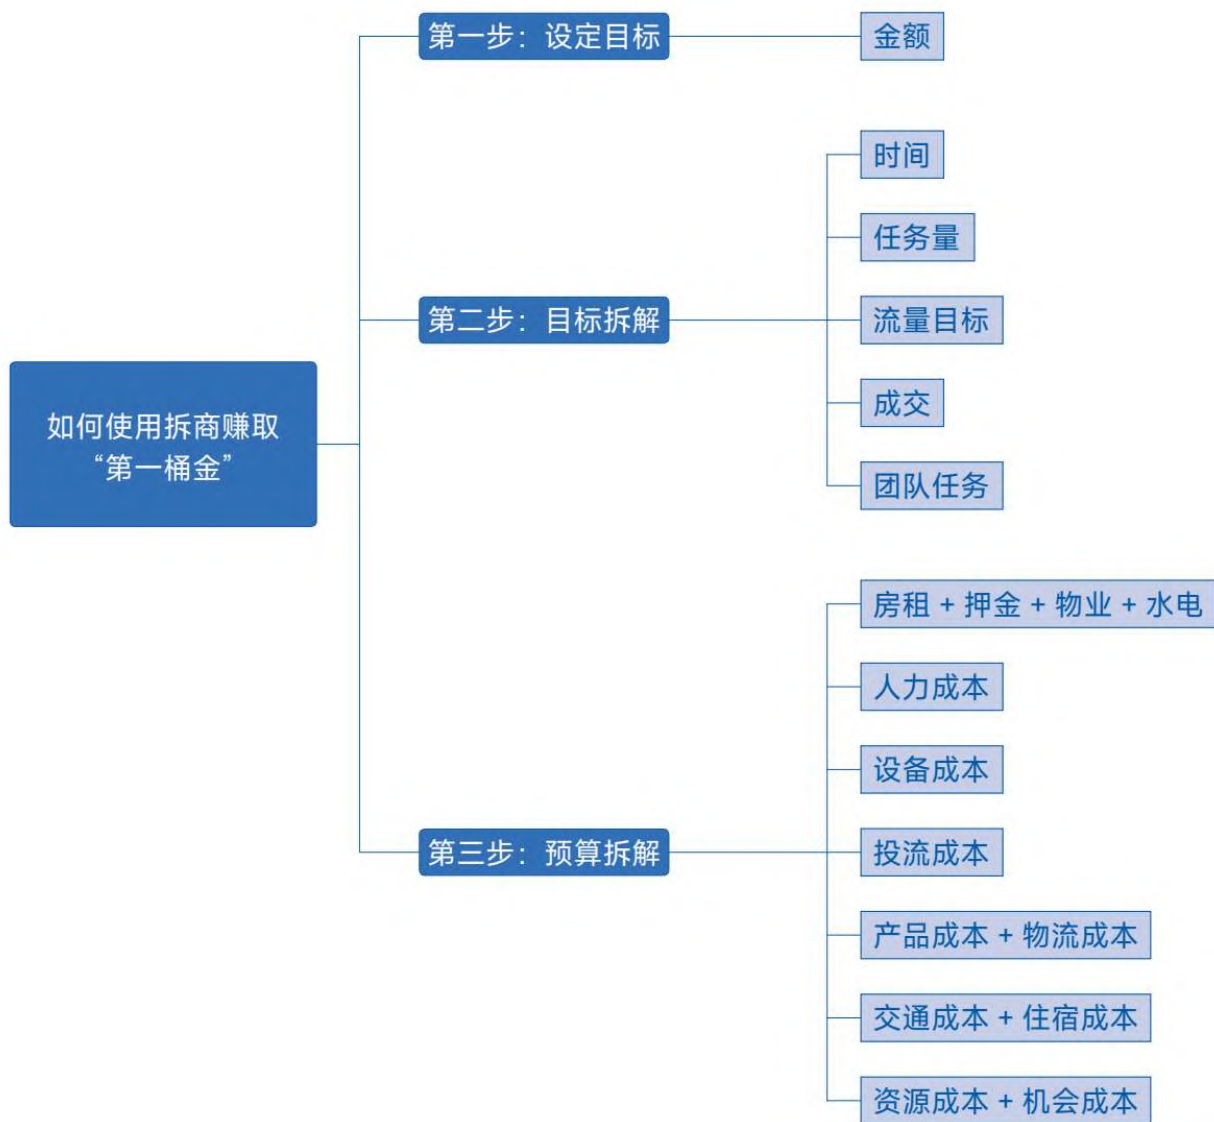 如何使用拆商赚取
“第一桶金”
第一步：设定目标
金额
第二步：目标拆解
时间
任务量
流量目标
成交
团队任务
第三步：预算拆解
房租 + 押金 + 物业 + 水电
人力成本
设备成本
投流成本
产品成本 + 物流成本
交通成本 + 住宿成本
资源成本 + 机会成本